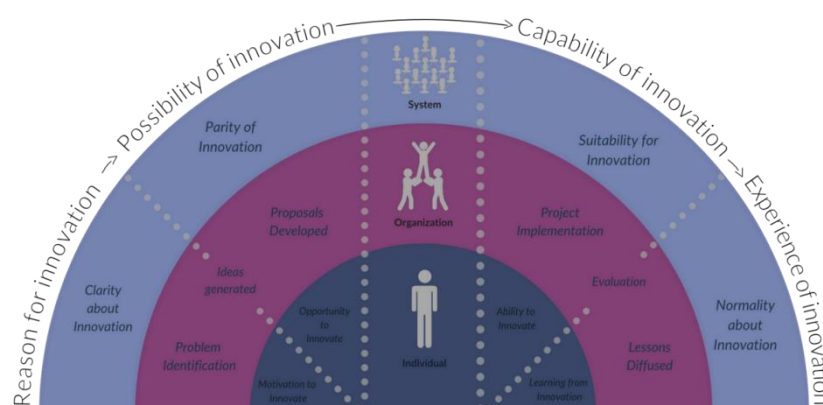 Reason for innovation
Possibility of innovation
Capability of innovation
Experience of innovation
System
Parity of
Innovation
Suitability for
Innovation
Clarity
about
Innovation
Normality
about
Innovation
Organization
Proposals
Developed
Project
Implementation
Ideas
generated
Evaluation
Problem
Identification
Lessons
Diffused
Individual
Opportunity
to
Innovate
Ability to
Innovate
Motivation to
Innovate
Learning from
Innovation